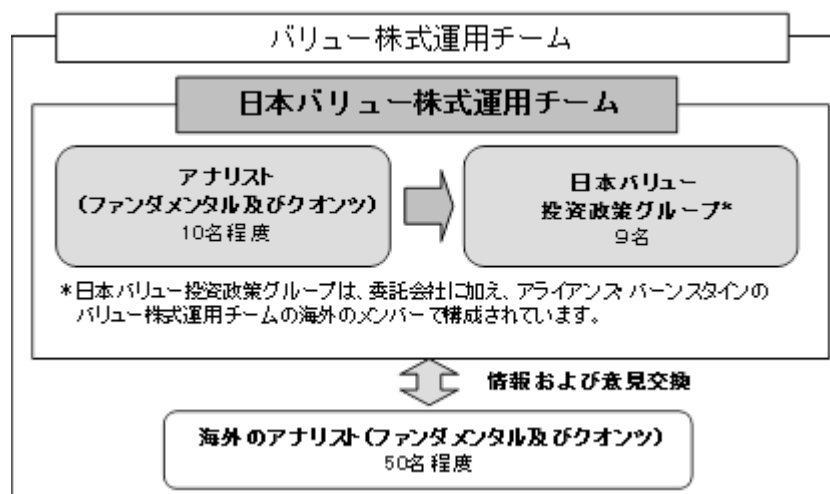 バリュー株式運用チーム
日本バリュー株式運用チーム
アナリスト
(ファンダメンタル及びクオンツ)
10名程度
日本バリュー
投資政策グループ*
9名
*日本バリュー投資政策グループは、委託会社に加え、アライアンス・バーンスタインの
バリュー株式運用チームの海外のメンバーで構成されています。
情報および意見交換
海外のアナリスト(ファンダメンタル及びクオンツ)
50名程度